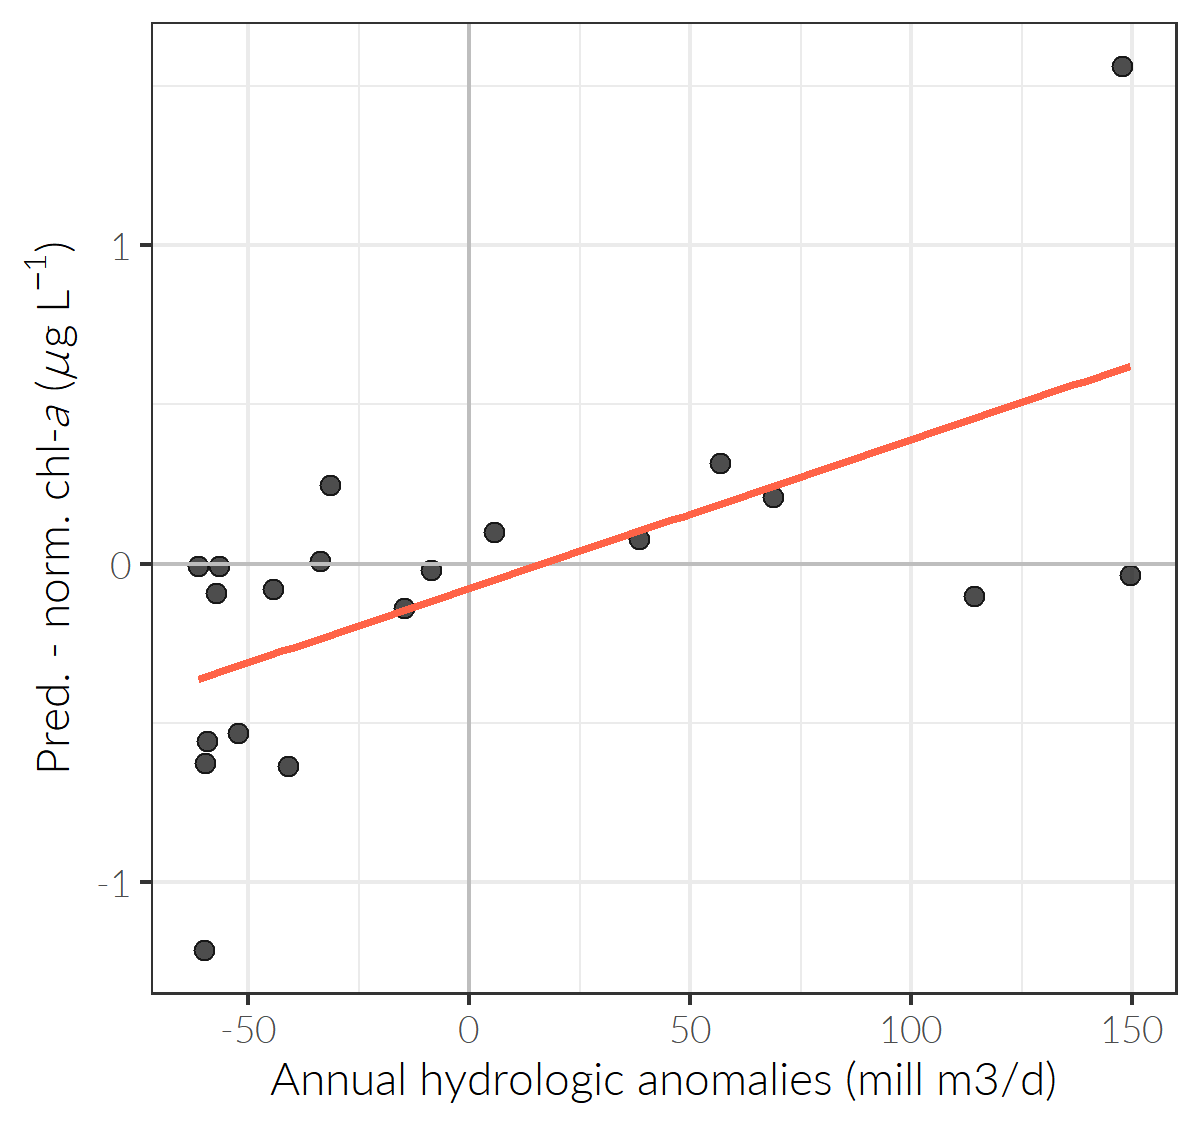 Pred. - norm. chl-a (μg L⁻¹)
1
0
-1
-50 0 50 100 150
Annual hydrologic anomalies (mill m3/d)